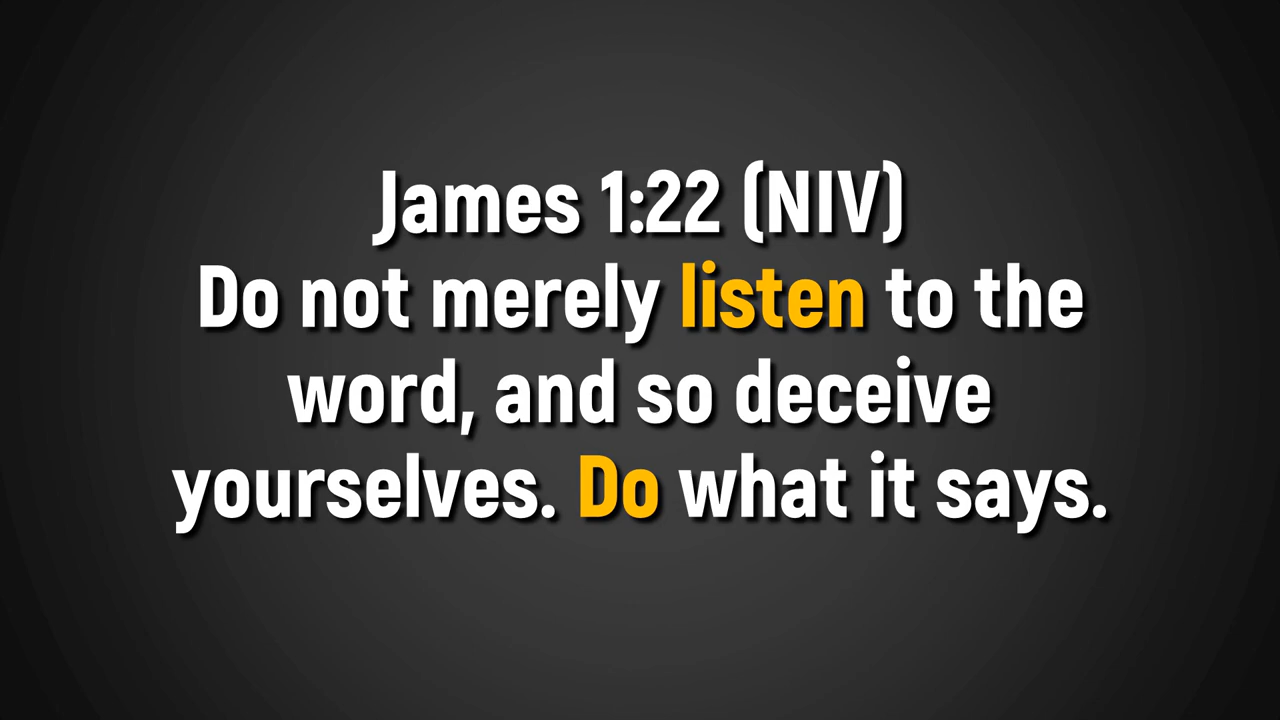 James 1:22 (NIV)
Do not merely listen to the
word, and so deceive
yourselves. Do what it says.